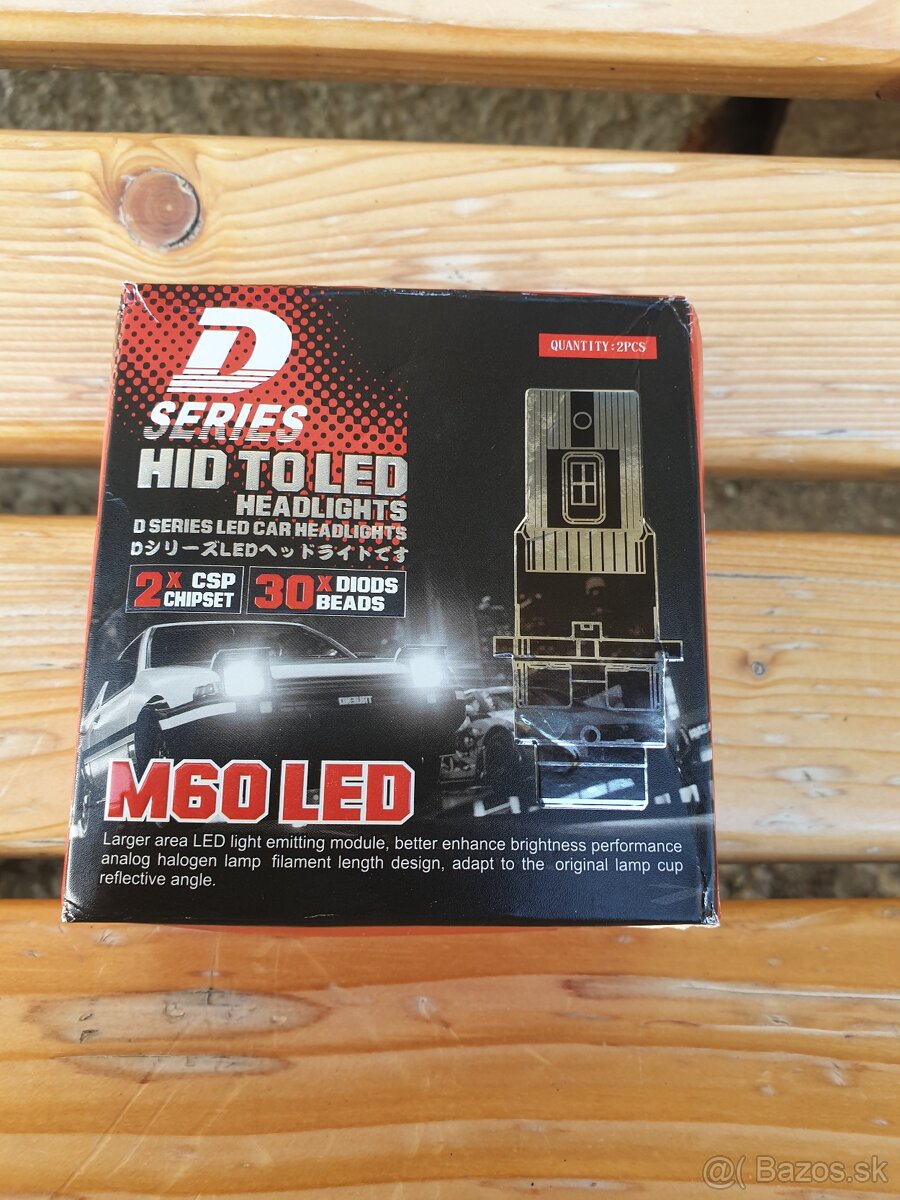 D
SERIES
HID TO LED
HEADLIGHTS
D SERIES LED CAR HEADLIGHTS
DシリーズLEDヘッドライトです
2X CSP CHIPSET
30X DIODS BEADS
QUANTITY:2PCS
M60 LED
Larger area LED light emitting module, better enhance brightness performance
analog halogen lamp filament length design, adapt to the original lamp cup
reflective angle.
@( Bazos.sk